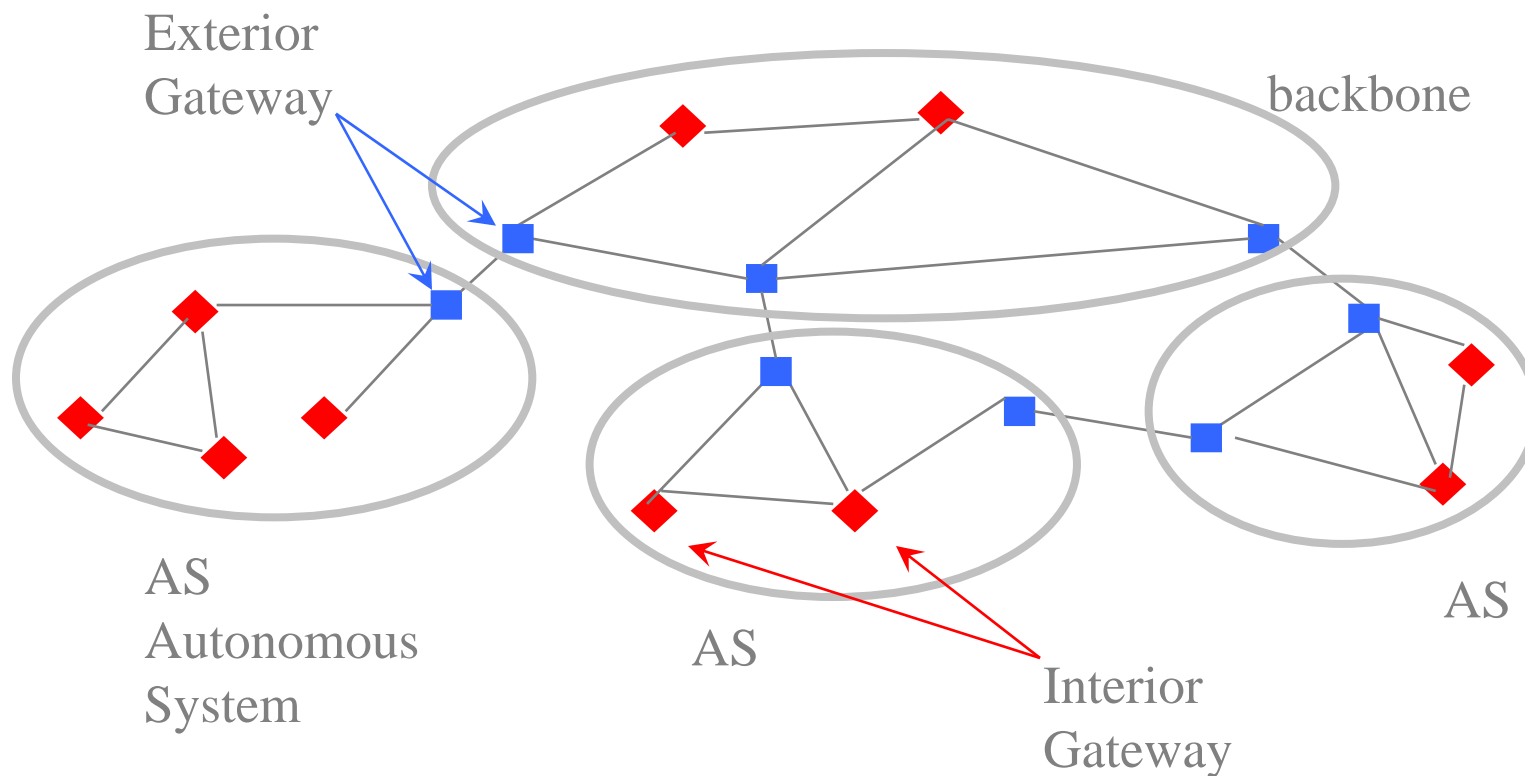 Exterior
Gateway
backbone
AS
Autonomous
System
AS
AS
Interior
Gateway